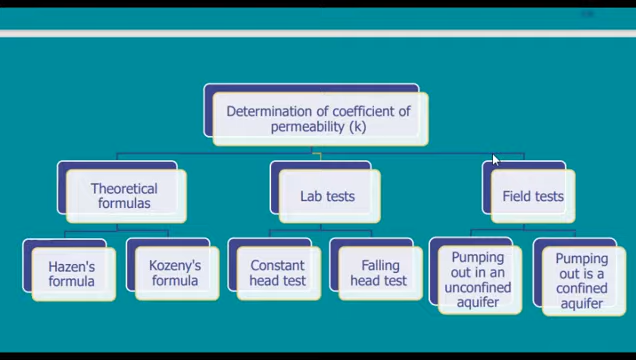 Determination of coefficient of
permeability (k)
Theoretical
formulas
Lab tests
Field tests
Hazen's
formula
Kozeny's
formula
Constant
head test
Falling
head test
Pumping
out in an
unconfined
aquifer
Pumping
out is a
confined
aquifer